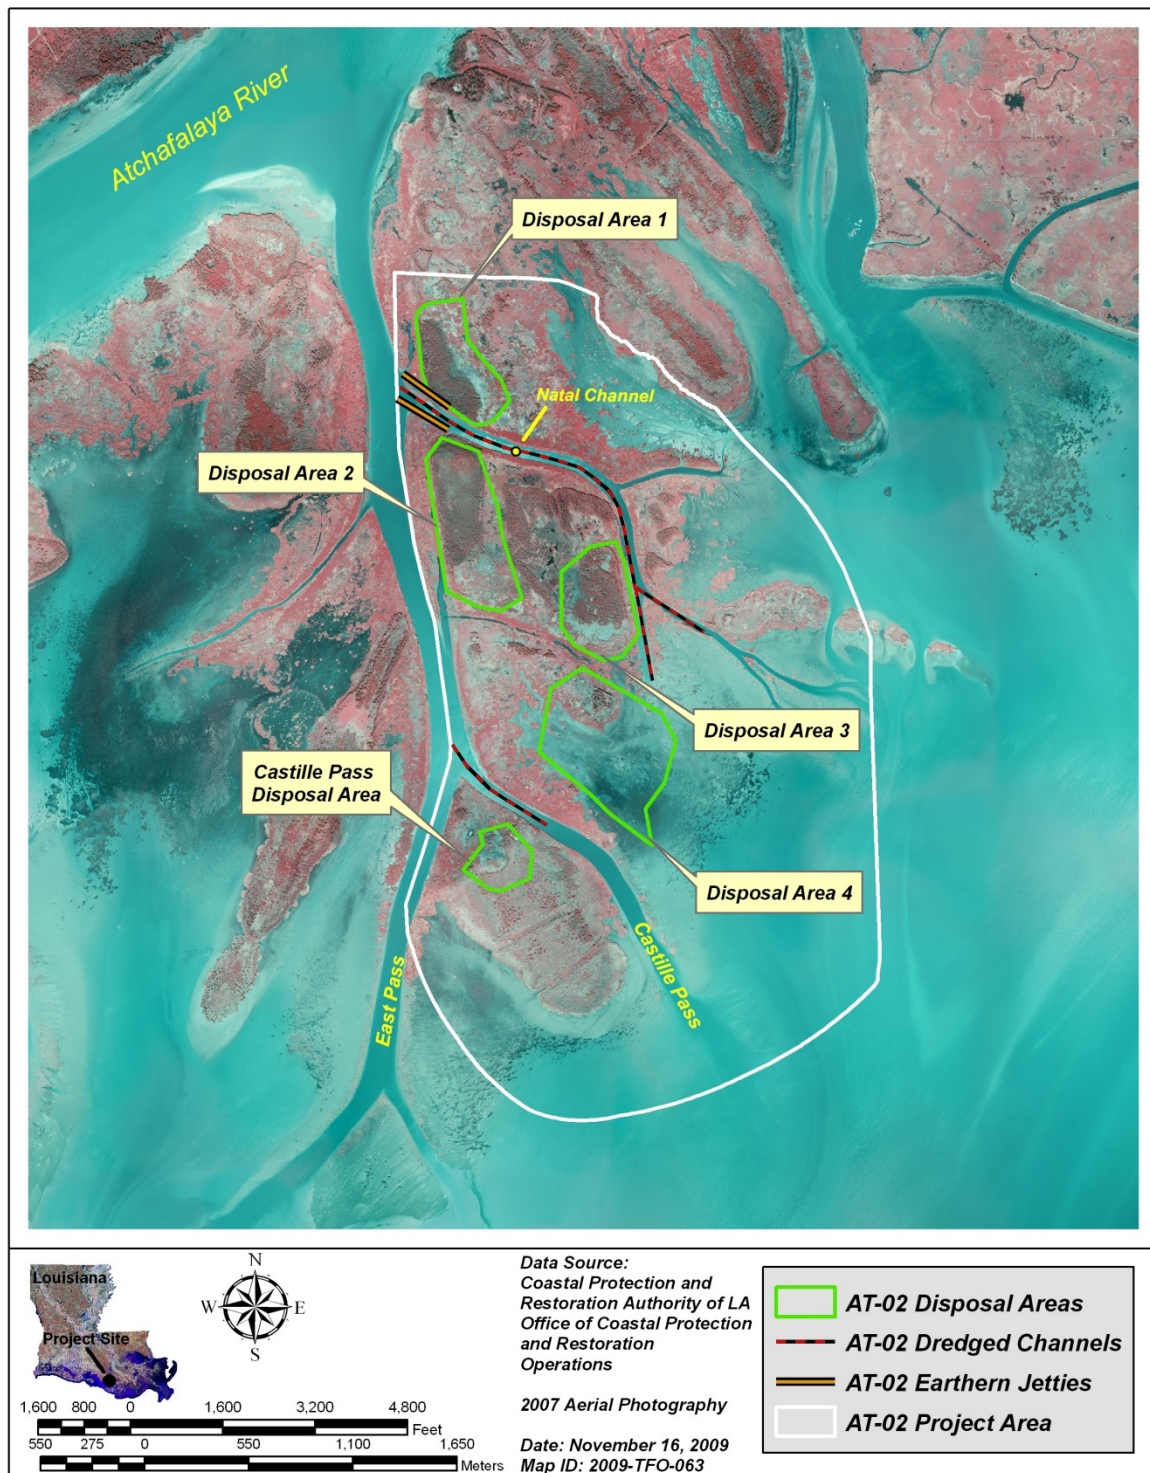 Atchafalaya River
Disposal Area 1
Natal Channel
Disposal Area 2
Disposal Area 3
Castille Pass
Disposal Area
Disposal Area 4
East Pass
Castille Pass
Louisiana
Project Site
N
W E
S
1,600 800 0 1,600 3,200 4,800
Feet
550 275 0 550 1,100 1,650
Meters
Data Source:
Coastal Protection and
Restoration Authority of LA
Office of Coastal Protection
and Restoration
Operations
2007 Aerial Photography
Date: November 16, 2009
Map ID: 2009-TFO-063
AT-02 Disposal Areas
AT-02 Dredged Channels
AT-02 Earthern Jetties
AT-02 Project Area